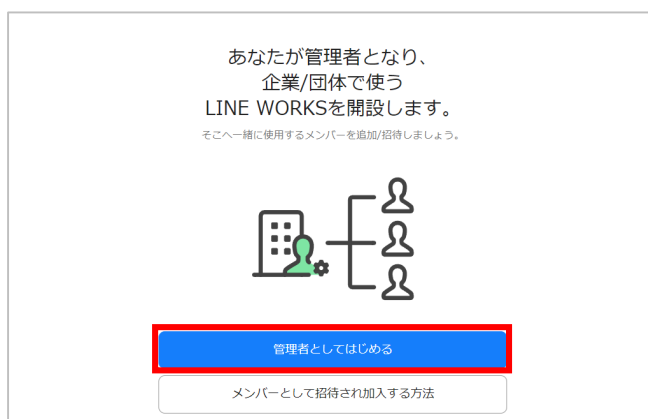 あなたが管理者となり、
企業/団体で使う
LINE WORKSを開設します。
そこへ一緒に使用するメンバーを追加/招待しましょう。
管理者としてはじめる
メンバーとして招待され加入する方法